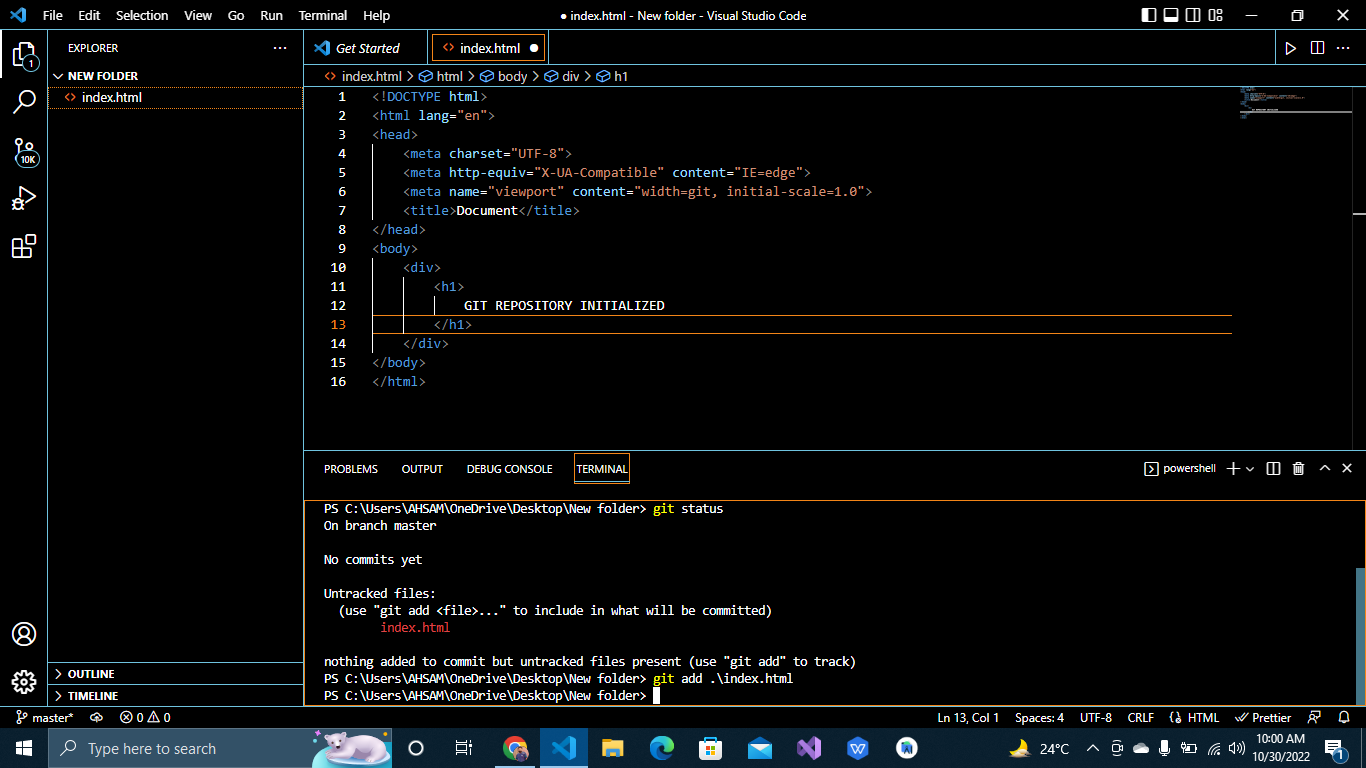 File Edit Selection View Go Run Terminal Help ● index.html - New folder - Visual Studio Code
EXPLORER
1
NEW FOLDER
index.html
10K
OUTLINE
TIMELINE
Get Started index.html
index.html > html > body > div > h1
1 <!DOCTYPE html>
2 <html lang="en">
3 <head>
4 <meta charset="UTF-8">
5 <meta http-equiv="X-UA-Compatible" content="IE=edge">
6 <meta name="viewport" content="width=git, initial-scale=1.0">
7 <title>Document</title>
8 </head>
9 <body>
10 <div>
11 <h1>
12 GIT REPOSITORY INITIALIZED
13 </h1>
14 </div>
15 </body>
16 </html>
PROBLEMS OUTPUT DEBUG CONSOLE TERMINAL powershell
PS C:\Users\AHSAM\OneDrive\Desktop\New folder> git status
On branch master
No commits yet
Untracked files:
(use "git add <file>..." to include in what will be committed)
index.html
nothing added to commit but untracked files present (use "git add" to track)
PS C:\Users\AHSAM\OneDrive\Desktop\New folder> git add .\index.html
PS C:\Users\AHSAM\OneDrive\Desktop\New folder>
master* 0 0 Ln 13, Col 1 Spaces: 4 UTF-8 CRLF HTML Prettier
Type here to search 24°C 10:00 AM
10/30/2022
1